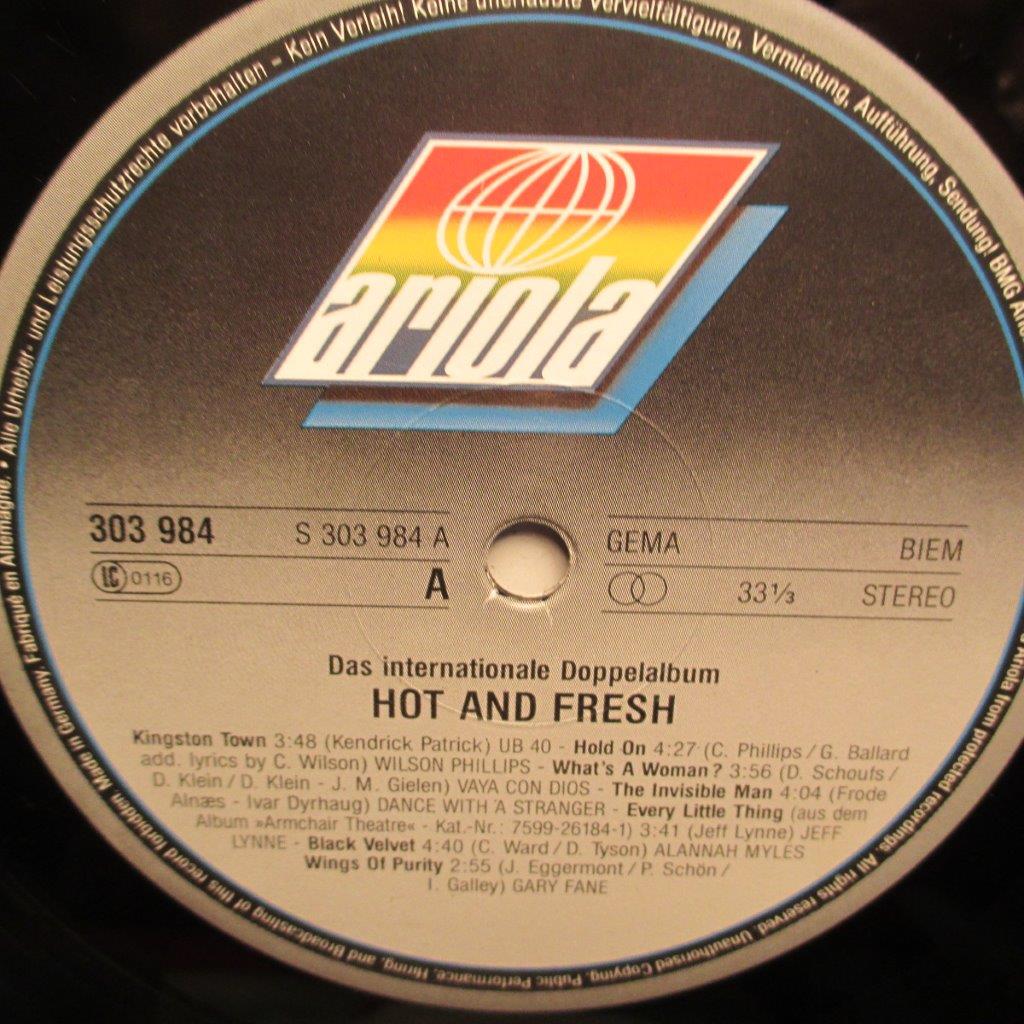 • Alle Urheber- und Leistungsschutzrechte vorbehalten – Kein Verleih! Keine unerlaubte Vervielfältigung, Vermietung, Aufführung, Sendung! BMG
ariola
303 984
S 303 984 A
GEMA
BIEM
LC 0116
A
33⅓
STEREO
Das internationale Doppelalbum
HOT AND FRESH
Kingston Town 3:48 (Kendrick Patrick) UB 40 - Hold On 4:27 (C. Phillips / G. Ballard
add. lyrics by C. Wilson) WILSON PHILLIPS - What's A Woman? 3:56 (D. Schoufs /
D. Klein / D. Klein - J. M. Gielen) VAYA CON DIOS - The Invisible Man 4:04 (Frode
Alnæs - Ivar Dyrhaug) DANCE WITH A STRANGER - Every Little Thing (aus dem
Album »Armchair Theatre« - Kat.-Nr.: 7599-26184-1) 3:41 (Jeff Lynne) JEFF
LYNNE - Black Velvet 4:40 (C. Ward / D. Tyson) ALANNAH MYLES
Wings Of Purity 2:55 (J. Eggermont / P. Schön /
I. Galley) GARY FANE
Ariola from protected recordings. All rights reserved. Unauthorised Copying, Public Performance, Hiring, and Broadcasting of this record forbidden. Made in Germany. Fabriqué en Allemagne.